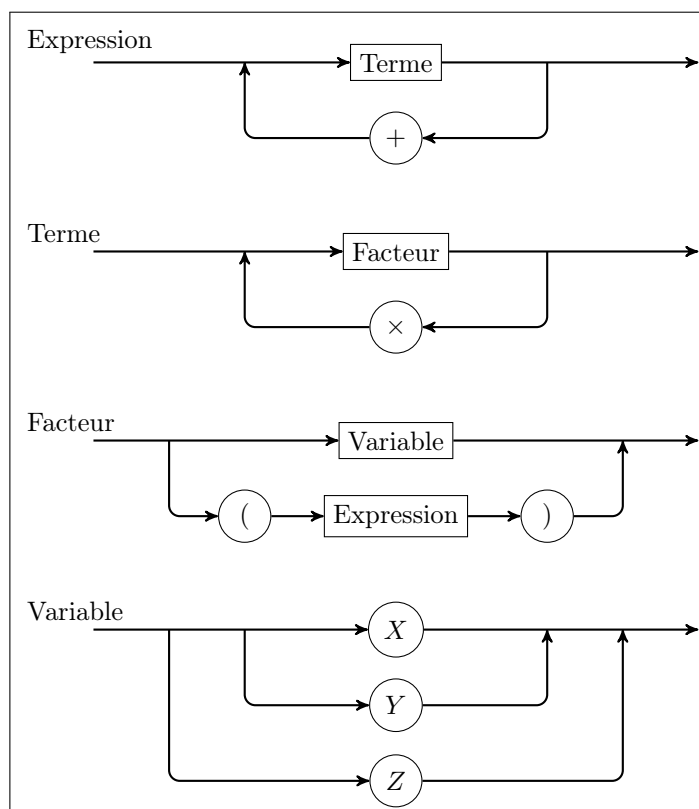 Expression
Terme
+
Terme
Facteur
×
Facteur
Variable
( Expression )
Variable
X
Y
Z